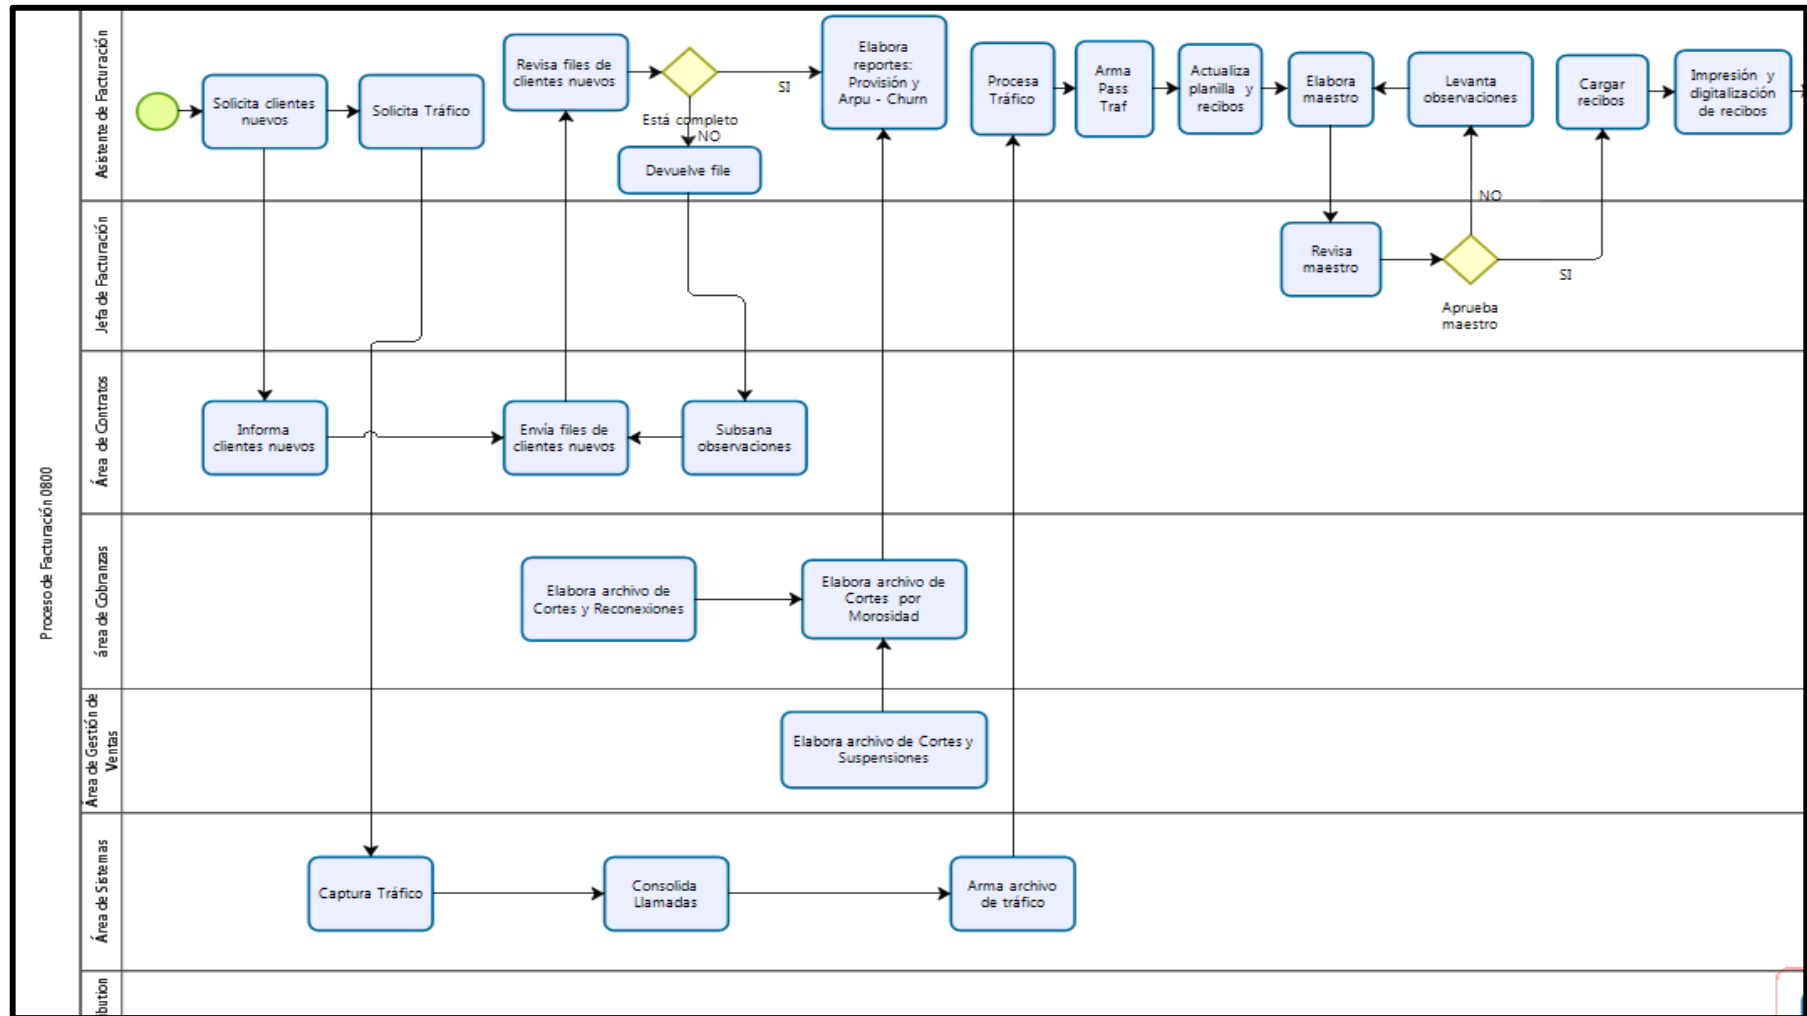 Proceso de Facturación 0800
Asistente de Facturación
Solicita clientes
nuevos
Solicita Tráfico
Revisa files de
clientes nuevos
Está completo
SI
NO
Devuelve file
Elabora
reportes:
Provisión y
Arpu - Churn
Procesa
Tráfico
Arma
Pass
Traf
Actualiza
planilla y
recibos
Elabora
maestro
Levanta
observaciones
Cargar
recibos
Impresión y
digitalización
de recibos
Jefa de Facturación
Revisa
maestro
NO
SI
Aprueba
maestro
Área de Contratos
Informa
clientes nuevos
Envía files de
clientes nuevos
Subsana
observaciones
área de Cobranzas
Elabora archivo de
Cortes y Reconexiones
Elabora archivo de
Cortes por
Morosidad
Área de Gestión de
Ventas
Elabora archivo de Cortes y
Suspensiones
Área de Sistemas
Captura Tráfico
Consolida
Llamadas
Arma archivo
de tráfico
ibution